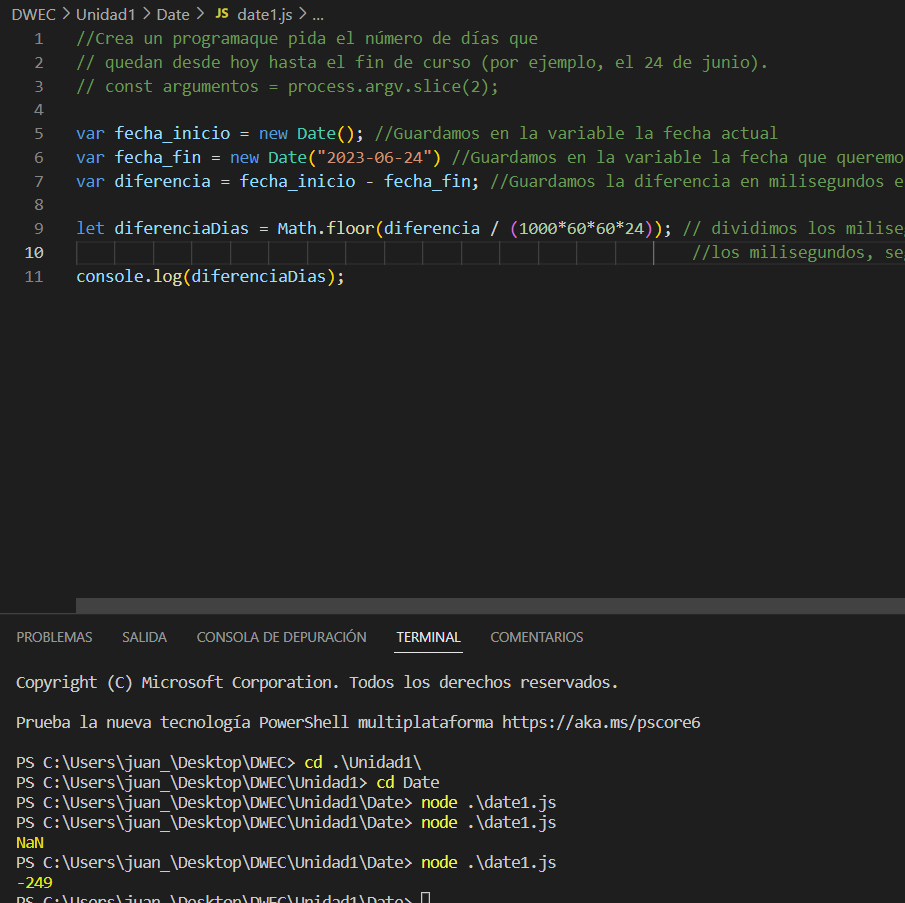 DWEC > Unidad1 > Date > JS date1.js > ...
1 //Crea un programaque pida el número de días que
2 // quedan desde hoy hasta el fin de curso (por ejemplo, el 24 de junio).
3 // const argumentos = process.argv.slice(2);
4
5 var fecha_inicio = new Date(); //Guardamos en la variable la fecha actual
6 var fecha_fin = new Date("2023-06-24") //Guardamos en la variable la fecha que queremo
7 var diferencia = fecha_inicio - fecha_fin; //Guardamos la diferencia en milisegundos e
8
9 let diferenciaDias = Math.floor(diferencia / (1000*60*60*24)); // dividimos los milise
10 //los milisegundos, se
11 console.log(diferenciaDias);
PROBLEMAS SALIDA CONSOLA DE DEPURACIÓN TERMINAL COMENTARIOS
Copyright (C) Microsoft Corporation. Todos los derechos reservados.
Prueba la nueva tecnología PowerShell multiplataforma https://aka.ms/pscore6
PS C:\Users\juan_\Desktop\DWEC> cd .\Unidad1\
PS C:\Users\juan_\Desktop\DWEC\Unidad1> cd Date
PS C:\Users\juan_\Desktop\DWEC\Unidad1\Date> node .\date1.js
PS C:\Users\juan_\Desktop\DWEC\Unidad1\Date> node .\date1.js
NaN
PS C:\Users\juan_\Desktop\DWEC\Unidad1\Date> node .\date1.js
-249
PS C:\Users\juan_\Desktop\DWEC\Unidad1\Date>